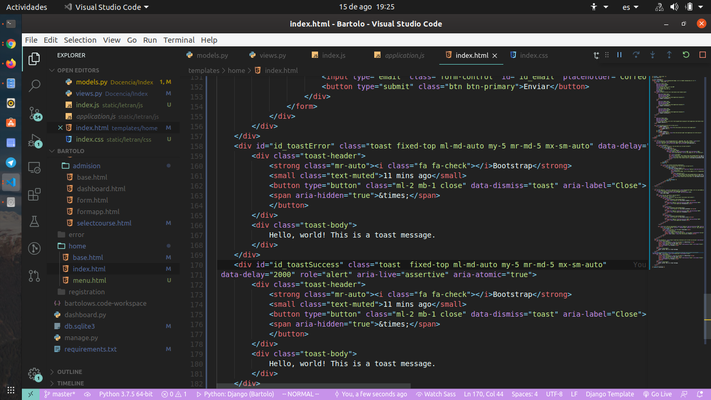 Actividades
Visual Studio Code
15 de ago 19:25
es
index.html - Bartolo - Visual Studio Code
File Edit Selection View Go Run Terminal Help
EXPLORER
models.py
views.py
index.js
application.js
index.html
index.css
templates > home > index.html
OPEN EDITORS
models.py Docencia/Index 1, M
views.py Docencia/Index M
index.js static/letran/js U
application.js static/letran/js
index.html templates/home M
index.css static/letran/css U
BARTOLO
admision
base.html
dashboard.html
form.html
formapp.html
selectcourse.html M
error
home
base.html M
index.html M
menu.html U
registration
bartolows.code-workspace
dashboard.py
db.sqlite3 M
manage.py
requirements.txt M
OUTLINE
TIMELINE
151 <input type="email" class="form-control" id="id_email" placeholder="Correo
152 <button type="submit" class="btn btn-primary">Enviar</button>
153 </div>
154 </form>
155 </div>
156 </div>
157 </div>
158 <div id="id_toastError" class="toast fixed-top ml-md-auto my-5 mr-md-5 mx-sm-auto" data-delay=
159 <div class="toast-header">
160 <strong class="mr-auto"><i class="fa fa-check"></i>Bootstrap</strong>
161 <small class="text-muted">11 mins ago</small>
162 <button type="button" class="ml-2 mb-1 close" data-dismiss="toast" aria-label="Close">
163 <span aria-hidden="true">&times;</span>
164 </button>
165 </div>
166 <div class="toast-body">
167 Hello, world! This is a toast message.
168 </div>
169 </div>
170 <div id="id_toastSuccess" class="toast  fixed-top ml-md-auto my-5 mr-md-5 mx-sm-auto" You
data-delay="2000" role="alert" aria-live="assertive" aria-atomic="true">
172 <div class="toast-header">
173 <strong class="mr-auto"><i class="fa fa-check"></i>Bootstrap</strong>
174 <small class="text-muted">11 mins ago</small>
175 <button type="button" class="ml-2 mb-1 close" data-dismiss="toast" aria-label="Close">
176 <span aria-hidden="true">&times;</span>
177 </button>
178 </div>
179 <div class="toast-body">
180 Hello, world! This is a toast message.
181 </div>
182 </div>
master* Python 3.7.5 64-bit 0 1 Python: Django (Bartolo) -- NORMAL -- You, a few seconds ago Watch Sass Ln 170, Col 44 Spaces: 4 UTF-8 LF Django Template Go Live